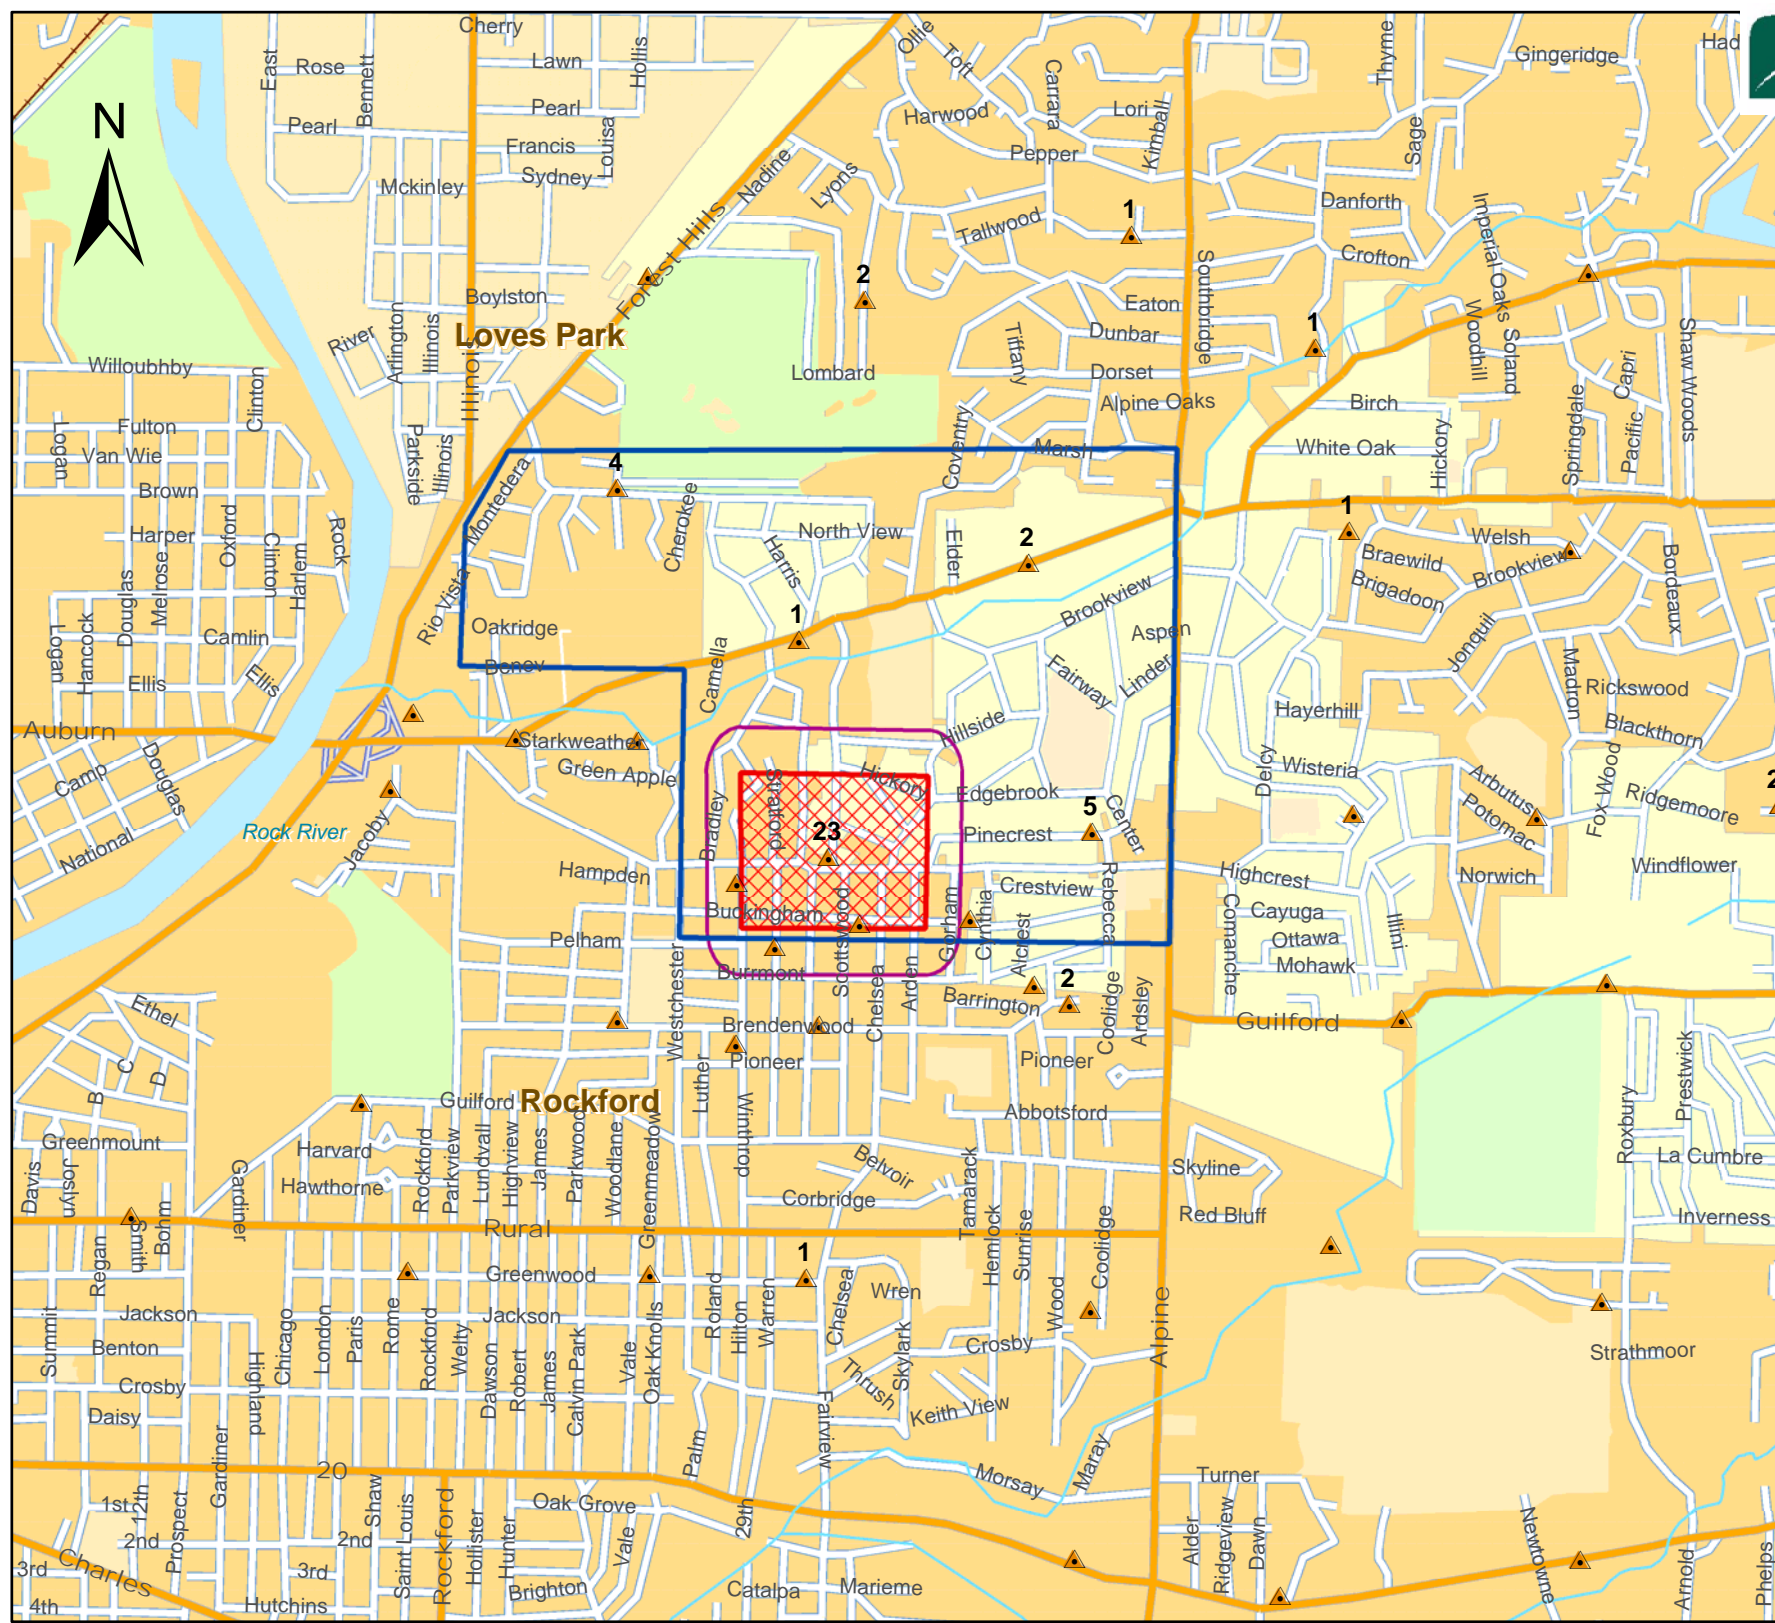 Cherry
Ollie
Had
East
Rose
Bennett
Lawn
Hollis
Toft
Carrara
Thyme
Gingeridge
N
Pearl
Pearl
Harwood
Lori
Kimball
Sage
Francis
Louisa
Pepper
Mckinley
Sydney
Nadine
Lyons
Danforth
Imperial Oaks
1
Tallwood
Crofton
Forest Hills
2
Southbridge
Boylston
Eaton
River
Arlington
Illinois
Loves Park
Illinois
Tiffany
Dunbar
1
Woodhill
Soland
Shaw Woods
Willoubhby
Lombard
Dorset
Capri
Clinton
Alpine Oaks
Birch
Springdale
Pacific
Logan
Fulton
Parkside
Illinois
Coventry
Van Wie
Marsh
White Oak
Hickory
Brown
Montedera
4
Harper
Oxford
Rock
Cherokee
North View
Eider
2
1
Welsh
Harris
Braewild
Brookview
Bordeaux
Clinton
Harlem
Douglas
Melrose
Rio Vista
Brookview
Brigadoon
Logan
Hancock
Camlin
Oakridge
1
Aspen
Jonquil
Ellis
Ellis
Camella
Fairway
Linder
Madron
Rickswood
Auburn
Hillside
Hayerhill
Blackthorn
Starkweather
Camp
Douglas
Green Apple
Stratford
Hickory
Edgebrook
Delcy
Wisteria
Arbutus
Fox Wood
Ridgemoore
2
National
Rock River
Jacoby
Bradley
23
Pinecrest
5
Center
Potomac
Windflower
Hampden
Crestview
Rebecca
Highcrest
Norwich
Buckingham
Scottswood
Gorham
Cynthia
Alcrest
Comanche
Cayuga
Illini
Pelham
Ottawa
Westchester
Burrmont
Chelsea
Arden
Mohawk
Ethel
Barrington
2
Coolidge
Ardsley
Brendenwood
Guilford
C
D
B
Luther
Pioneer
Pioneer
Roxbury
Prestwick
Guilford
Rockford
Abbotsford
Greenmount
Harvard
Rockford
Parkview
Lundvall
Highview
James
Parkwood
Woodlane
Greenmeadow
Belvoir
La Cumbre
Davis
Joslyn
Gardiner
Hawthorne
Corbridge
Tamarack
Skyline
Bohm
Smith
Rural
Red Bluff
Inverness
Regan
Greenwood
1
Hemlock
Sunrise
Coolidge
Jackson
Jackson
Roland
Hilton
Warren
Chelsea
Wren
Wood
Summit
Benton
Chicago
London
Paris
Rome
Rockford
Welty
Dawson
Robert
James
Calvin Park
Vale
Oak Knolls
Crosby
Alpine
Strathmoor
Crosby
Highland
Thrush
Skylark
Daisy
Keith View
Gardiner
Fairview
Palm
Morsay
Maray
20
Turner
1st
12th
Prospect
Shaw
Saint Louis
Rockford
Hollister
Hunter
Oak Grove
29th
Alder
Ridgeview
Dawn
Newtowne
2nd
2nd
Vale
Charles
3rd
3rd
Brighton
Catalpa
Marieme
Arnold
Phelps
4th
Hutchins